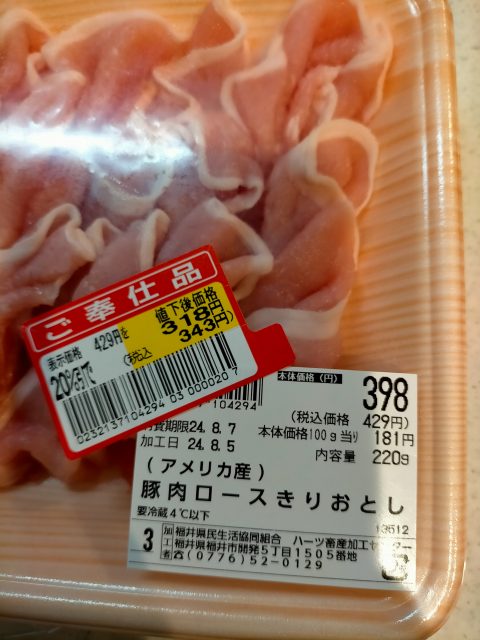 ご奉仕品
表示価格 429円を
20%引で
値下後価格
318円
(税込 343円)
0232137104294 03 0000020 7
7104294
本体価格(円) 398
(税込価格 429円)
消費期限24.8.7 本体価格100g当り 181円
加工日 24.8.5 内容量 220g
(アメリカ産)
豚肉ロースきりおとし
要冷蔵4℃以下
13512
3 加工者 福井県民生活協同組合 ハーツ畜産加工センター
福井県福井市開発5丁目1505番地
☎(0776)52-0129